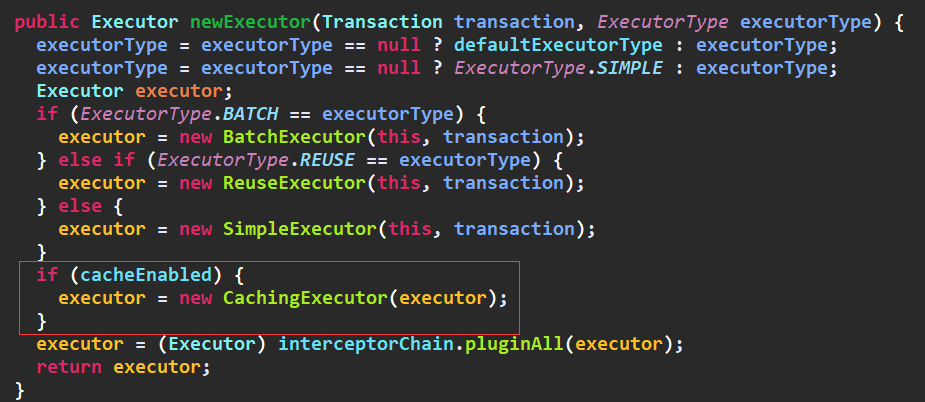 public Executor newExecutor(Transaction transaction, ExecutorType executorType) {
executorType = executorType == null ? defaultExecutorType : executorType;
executorType = executorType == null ? ExecutorType.SIMPLE : executorType;
Executor executor;
if (ExecutorType.BATCH == executorType) {
executor = new BatchExecutor(this, transaction);
} else if (ExecutorType.REUSE == executorType) {
executor = new ReuseExecutor(this, transaction);
} else {
executor = new SimpleExecutor(this, transaction);
}
if (cacheEnabled) {
executor = new CachingExecutor(executor);
}
executor = (Executor) interceptorChain.pluginAll(executor);
return executor;
}